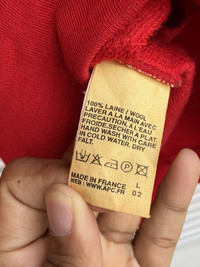 100% LAINE / WOOL
LAVER A LA MAIN AVEC
PRECAUTION. A L'EAU
FROIDE. SECHER A PLAT.
HAND WASH WITH CARE
IN COLD WATER. DRY
FALT.
P
MADE IN FRANCE L
WEB : WWW.APC.FR 02